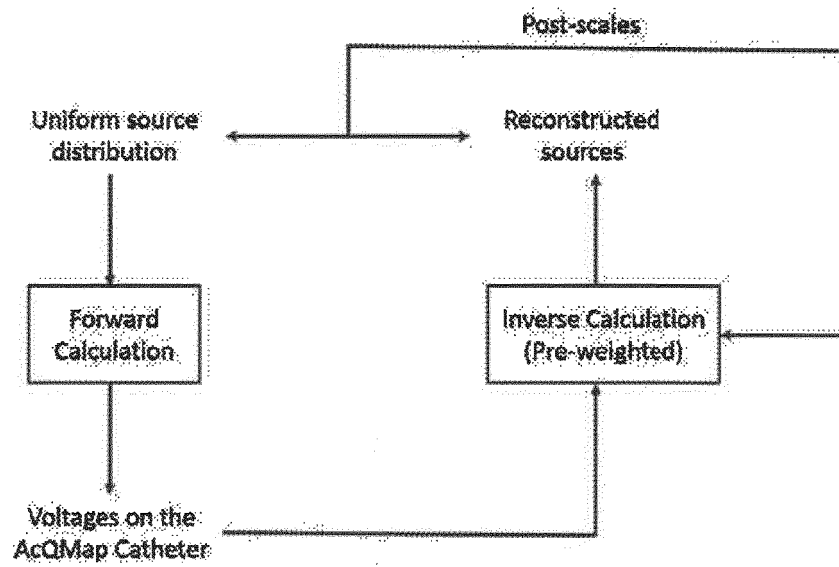 Post-scales
Uniform source
distribution
Reconstructed
sources
Forward
Calculation
Inverse Calculation
(Pre-weighted)
Voltages on the
AcQMap Catheter